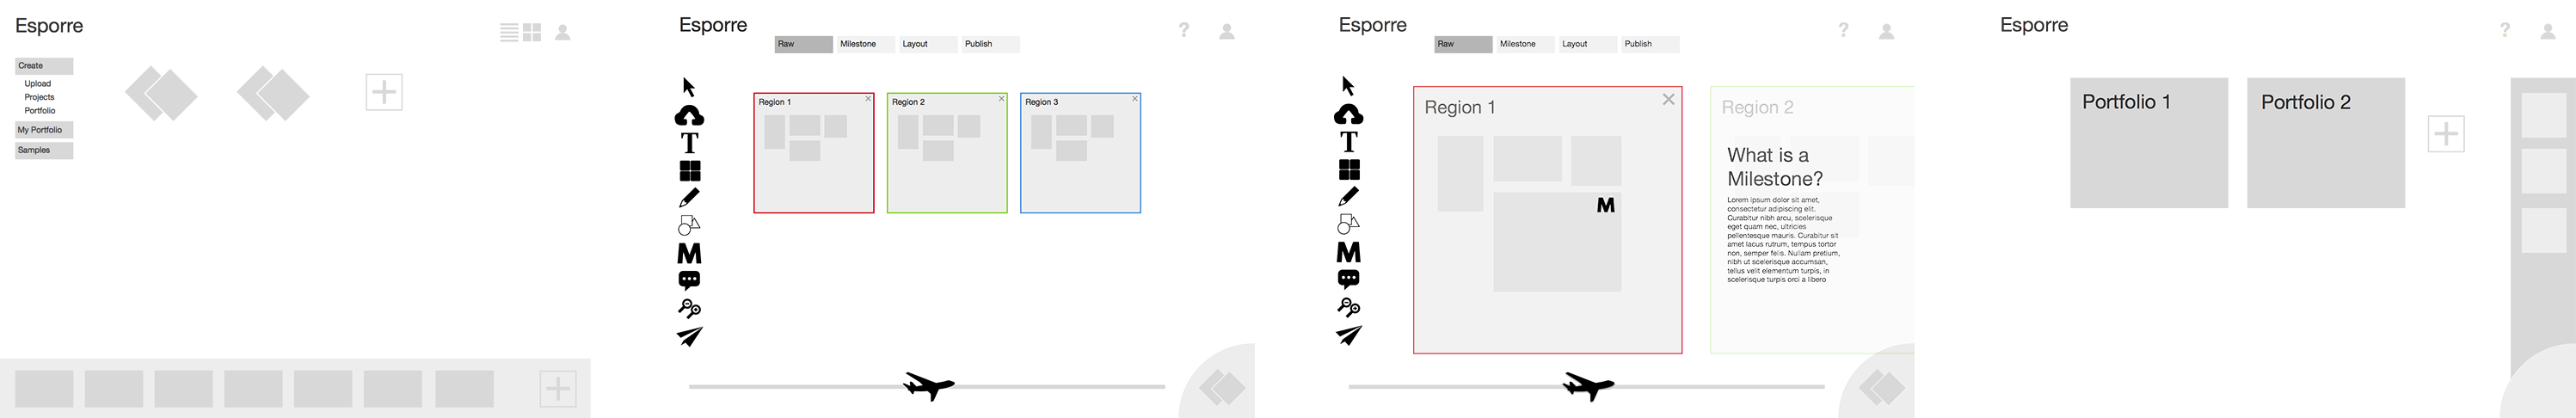 Esporre
Create
Upload
Projects
Portfolio
My Portfolio
Samples
Esporre
?
Raw
Milestone
Layout
Publish
T
M
Region 1
Region 2
Region 3
Esporre
?
Raw
Milestone
Layout
Publish
T
M
Region 1
M
Region 2
What is a
Milestone?
Lorem ipsum dolor sit amet,
consectetur adipiscing elit.
Curabitur nibh arcu, scelerisque
eget quam nec, ultricies
pellentesque mauris. Curabitur sit
amet lacus rutrum, tempus tortor
non, semper felis. Nullam pretium,
nibh ut scelerisque accumsan,
tellus velit elementum turpis, in
scelerisque turpis orci a libero
Esporre
?
Portfolio 1
Portfolio 2